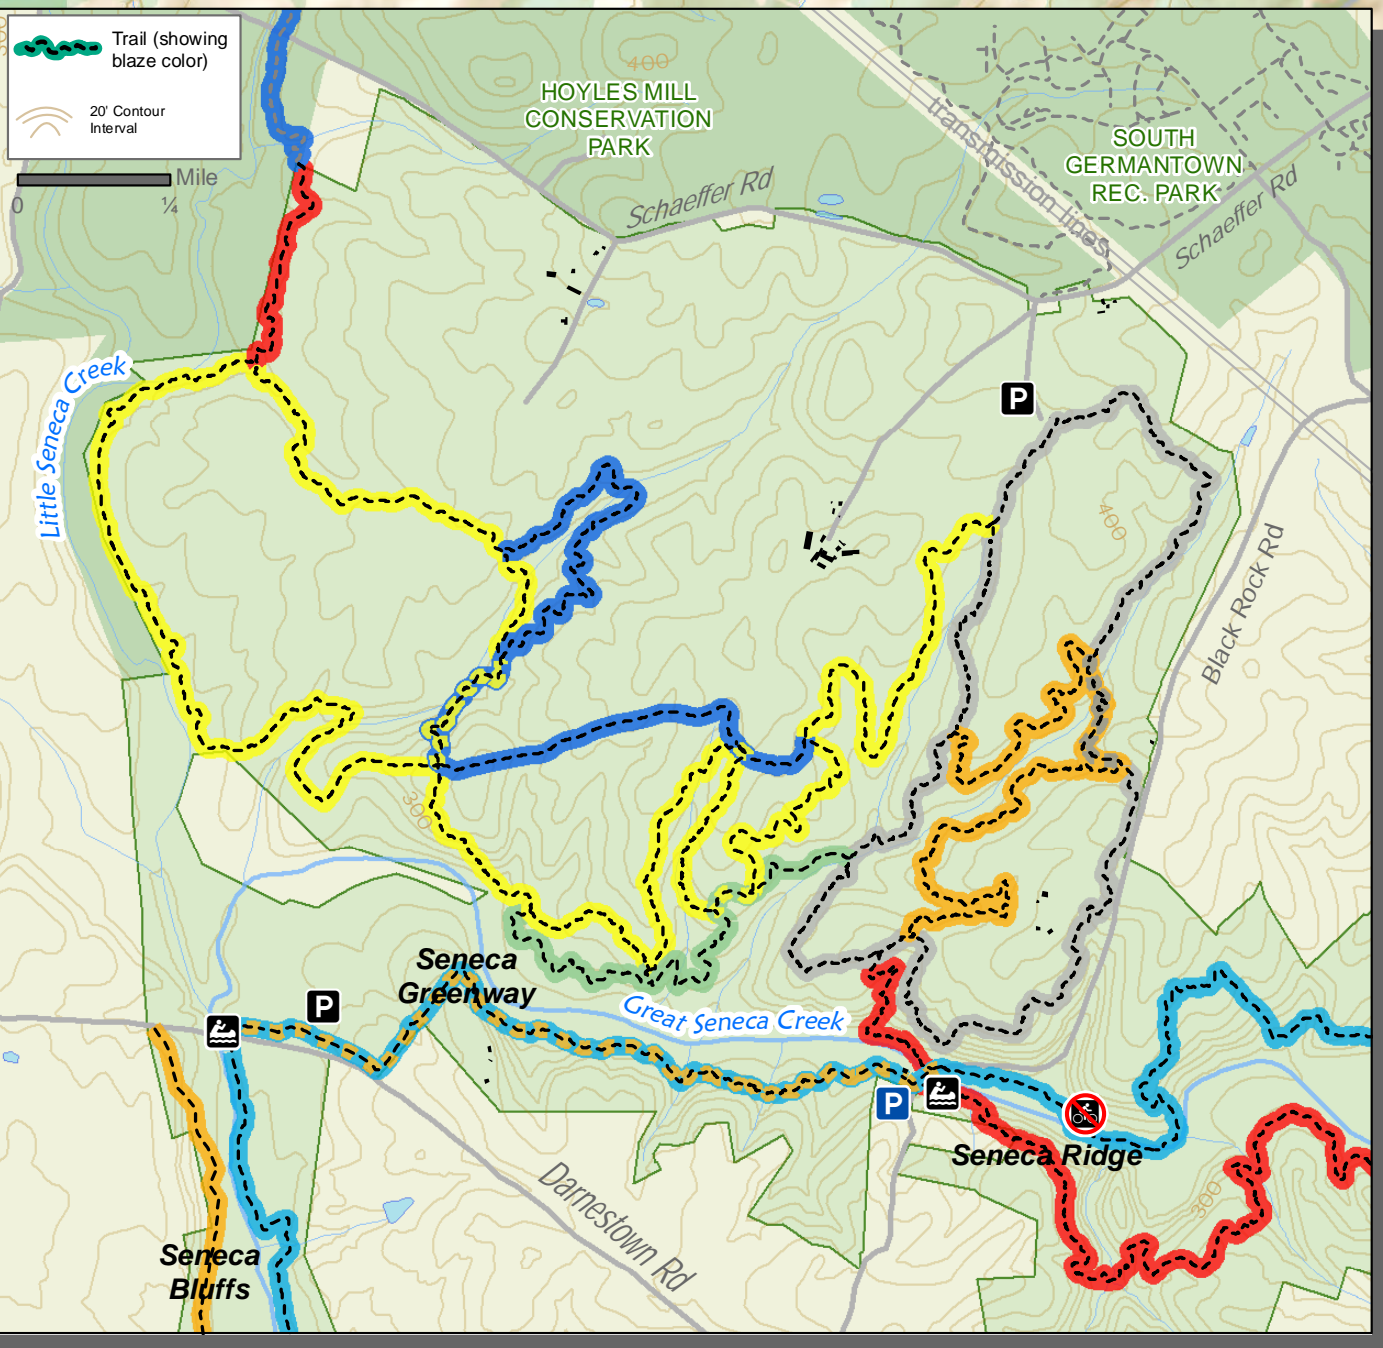 Trail (showing
blaze color)
20' Contour
Interval
Mile
0
¼
400
HOYLES MILL
CONSERVATION
PARK
transmission lines
SOUTH
GERMANTOWN
REC. PARK
Schaeffer Rd
Schaeffer Rd
Little Seneca Creek
P
400
Black Rock Rd
300
Seneca
Greenway
P
Great Seneca Creek
P
Seneca Ridge
300
Darnestown Rd
Seneca
Bluffs